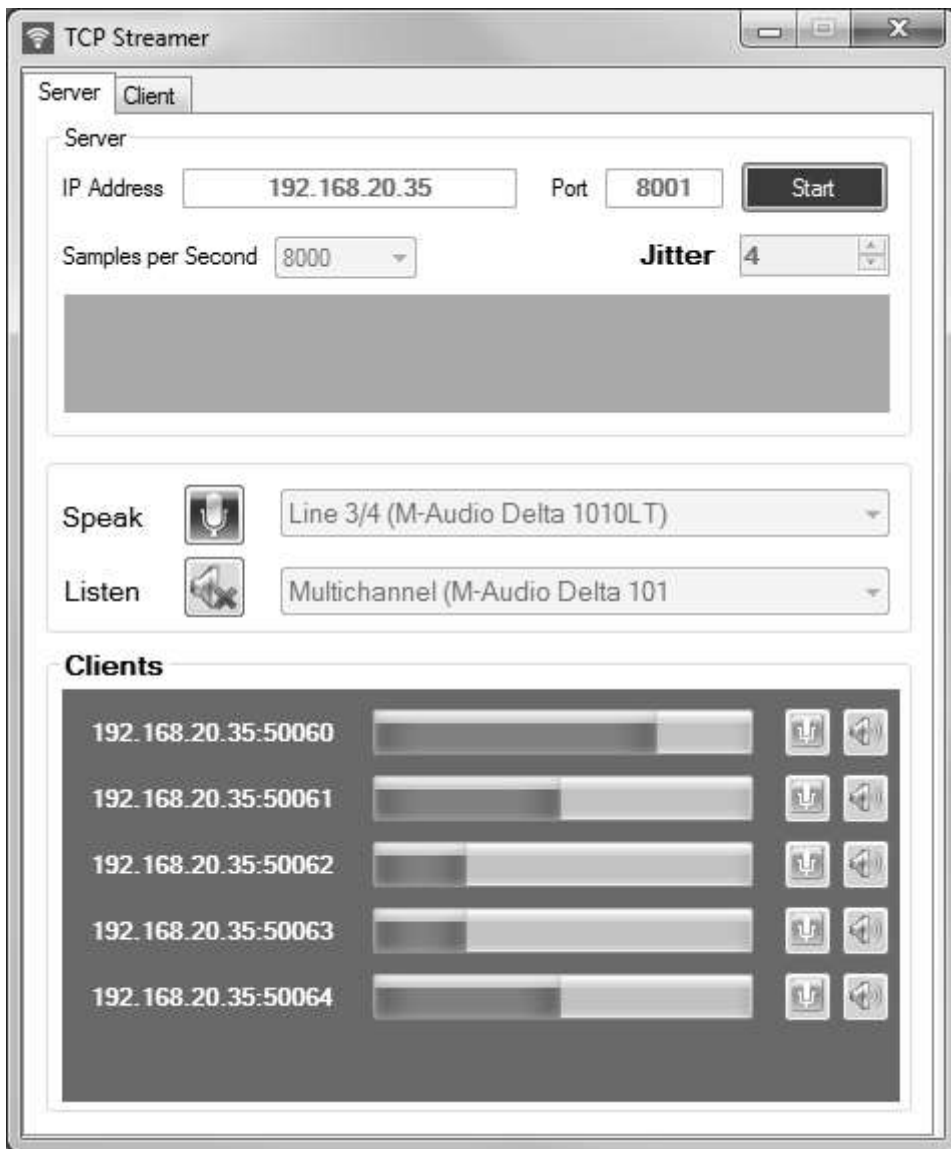 TCP Streamer
Server Client
Server
IP Address 192.168.20.35 Port 8001 Start
Samples per Second 8000 Jitter 4
Speak Line 3/4 (M-Audio Delta 1010LT)
Listen Multichannel (M-Audio Delta 101
Clients
192.168.20.35:50060
192.168.20.35:50061
192.168.20.35:50062
192.168.20.35:50063
192.168.20.35:50064